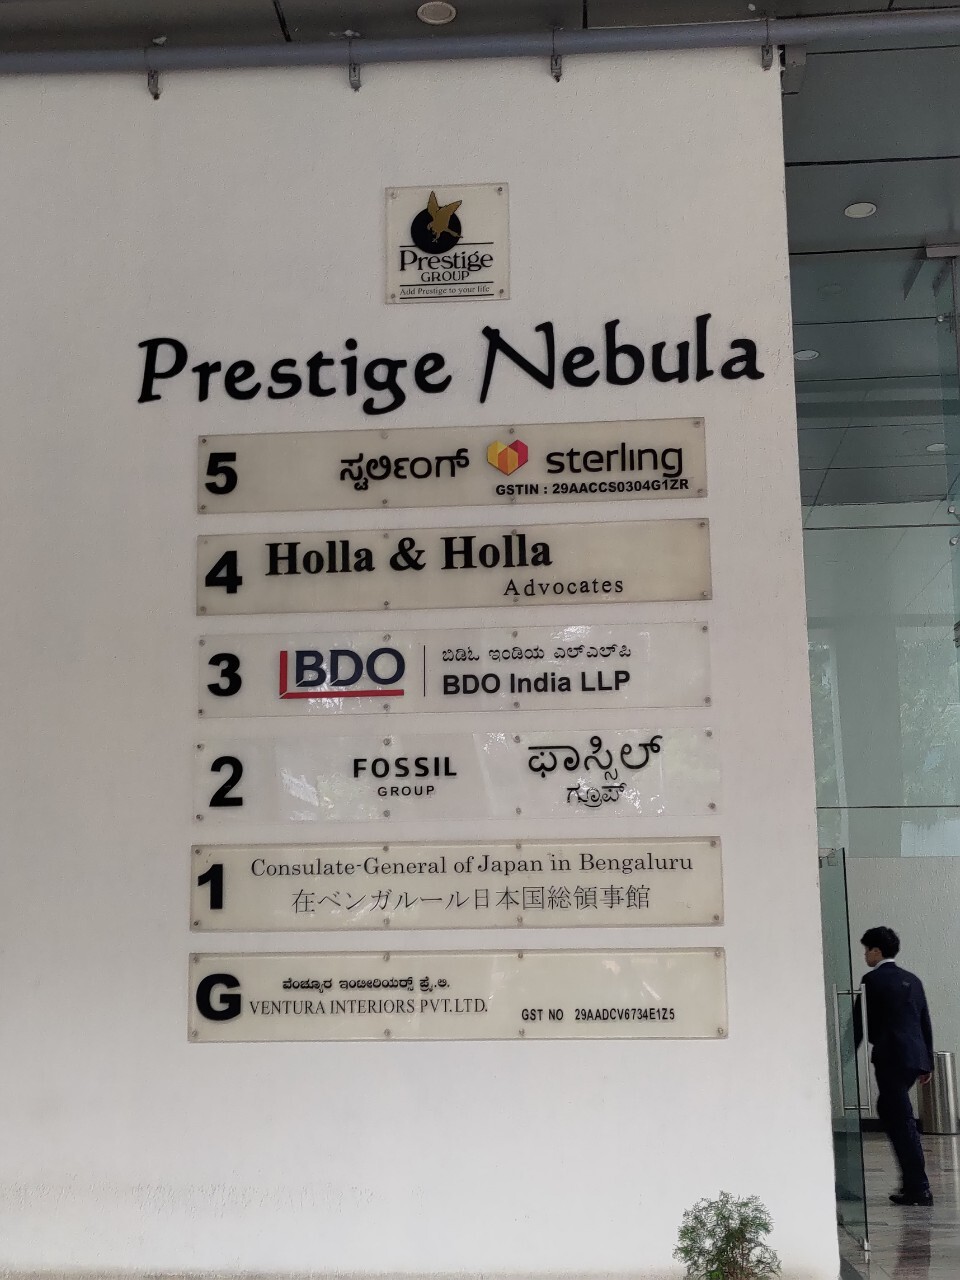 Prestige
GROUP
Add Prestige to your life
Prestige Nebula
5 ಸ್ಟರ್ಲಿಂಗ್ sterling
GSTIN : 29AACCS0304G1ZR
4 Holla & Holla
Advocates
3 BDO ಬಿಡಿಓ ಇಂಡಿಯ ಎಲ್ಎಲ್‌ಪಿ
BDO India LLP
2 FOSSIL ಫಾಸ್ಸಿಲ್
GROUP ಗ್ರೂಪ್
1 Consulate-General of Japan in Bengaluru
在ベンガルール日本国総領事館
G ವೆಂಚ್ಯೂರ ಇಂಟೀರಿಯರ್ಸ್ ಪ್ರೈ.ಲಿ.
VENTURA INTERIORS PVT.LTD. GST NO 29AADCV6734E1Z5